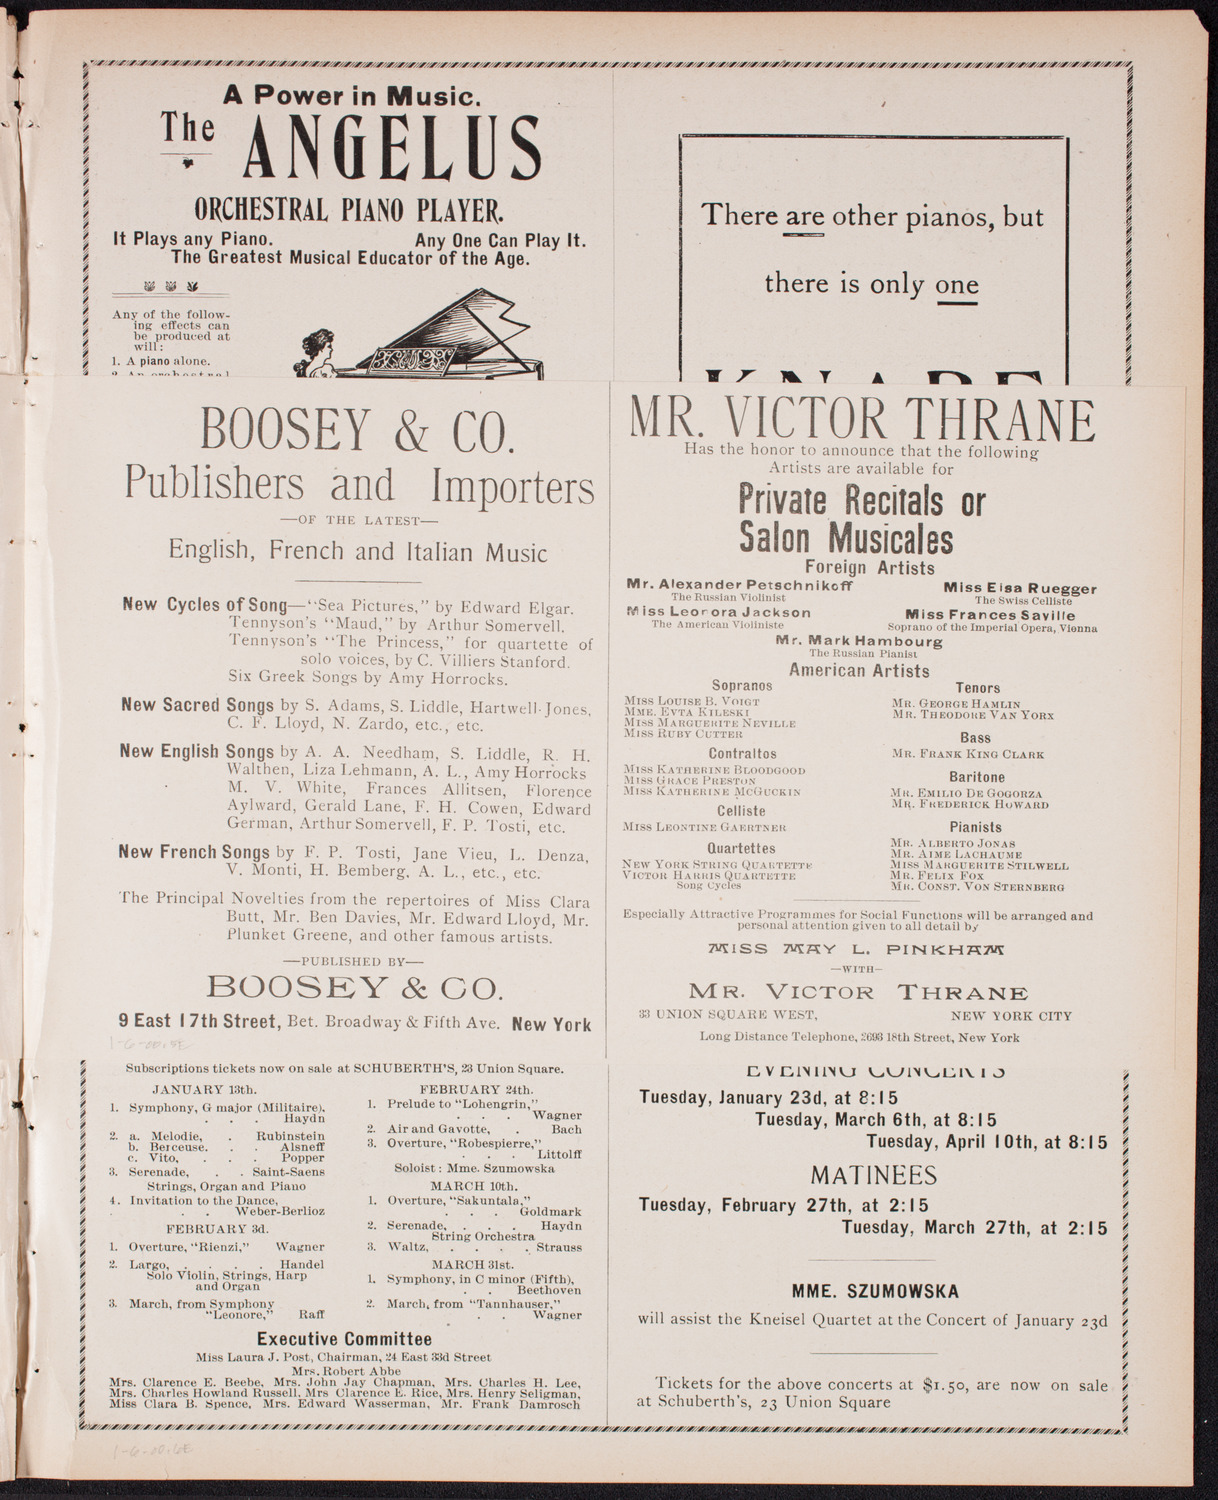 A Power in Music.
The ANGELUS
ORCHESTRAL PIANO PLAYER.
It Plays any Piano. Any One Can Play It.
The Greatest Musical Educator of the Age.
Any of the follow-
ing effects can
be produced at
will:
1. A piano alone.
There are other pianos, but
there is only one
KNABE
BOOSEY & CO.
Publishers and Importers
—OF THE LATEST—
English, French and Italian Music
New Cycles of Song—"Sea Pictures," by Edward Elgar.
Tennyson's "Maud," by Arthur Somervell.
Tennyson's "The Princess," for quartette of
solo voices, by C. Villiers Stanford.
Six Greek Songs by Amy Horrocks.
New Sacred Songs by S. Adams, S. Liddle, Hartwell-Jones,
C. F. Lloyd, N. Zardo, etc., etc.
New English Songs by A. A. Needham, S. Liddle, R. H.
Walthen, Liza Lehmann, A. L., Amy Horrocks
M. V. White, Frances Allitsen, Florence
Aylward, Gerald Lane, F. H. Cowen, Edward
German, Arthur Somervell, F. P. Tosti, etc.
New French Songs by F. P. Tosti, Jane Vieu, L. Denza,
V. Monti, H. Bemberg, A. L., etc., etc.
The Principal Novelties from the repertoires of Miss Clara
Butt, Mr. Ben Davies, Mr. Edward Lloyd, Mr.
Plunket Greene, and other famous artists.
—PUBLISHED BY—
BOOSEY & CO.
9 East 17th Street, Bet. Broadway & Fifth Ave. New York
MR. VICTOR THRANE
Has the honor to announce that the following
Artists are available for
Private Recitals or
Salon Musicales
Foreign Artists
Mr. Alexander Petschnikoff
The Russian Violinist
Miss Elsa Ruegger
The Swiss Celliste
Miss Leonora Jackson
The American Violiniste
Miss Frances Saville
Soprano of the Imperial Opera, Vienna
Mr. Mark Hambourg
The Russian Pianist
American Artists
Sopranos
MISS LOUISE B. VOIGT
MME. EVTA KILESKI
MISS MARGUERITE NEVILLE
MISS RUBY CUTTER
Contraltos
MISS KATHERINE BLOODGOOD
MISS GRACE PRESTON
MISS KATHERINE MCGUCKIN
Celliste
MISS LEONTINE GAERTNER
Quartettes
NEW YORK STRING QUARTETTE
VICTOR HARRIS QUARTETTE
Song Cycles
Tenors
MR. GEORGE HAMLIN
MR. THEODORE VAN YORX
Bass
MR. FRANK KING CLARK
Baritone
MR. EMILIO DE GOGORZA
MR. FREDERICK HOWARD
Pianists
MR. ALBERTO JONAS
MR. AIME LACHAUME
MISS MARGUERITE STILWELL
MR. FELIX FOX
MR. CONST. VON STERNBERG
Especially Attractive Programmes for Social Functions will be arranged and
personal attention given to all detail by
MISS MAY L. PINKHAM
—WITH—
MR. VICTOR THRANE
33 UNION SQUARE WEST, NEW YORK CITY
Long Distance Telephone, 2693 18th Street, New York
Subscriptions tickets now on sale at SCHUBERTH'S, 23 Union Square.
JANUARY 13th.
1. Symphony, G major (Militaire),
. . . Haydn
2. a. Melodie, . Rubinstein
b. Berceuse. . . Alsneff
c. Vito, . . . Popper
3. Serenade, . . Saint-Saens
Strings, Organ and Piano
4. Invitation to the Dance,
. . Weber-Berlioz
FEBRUARY 3d.
1. Overture, "Rienzi," Wagner
2. Largo, . . . . Handel
Solo Violin, Strings, Harp
and Organ
3. March, from Symphony
"Leonore," Raff
FEBRUARY 24th.
1. Prelude to "Lohengrin,"
. . . Wagner
2. Air and Gavotte, . Bach
3. Overture, "Robespierre,"
. . . Littolff
Soloist: Mme. Szumowska
MARCH 10th.
1. Overture, "Sakuntala,"
. . . Goldmark
2. Serenade, . . . Haydn
String Orchestra
3. Waltz, . . . . Strauss
MARCH 31st.
1. Symphony, in C minor (Fifth),
. . Beethoven
2. March, from "Tannhauser,"
. . Wagner
Executive Committee
Miss Laura J. Post, Chairman, 24 East 33d Street
Mrs. Robert Abbe
Mrs. Clarence E. Beebe, Mrs. John Jay Chapman, Mrs. Charles H. Lee,
Mrs. Charles Howland Russell, Mrs Clarence E. Rice, Mrs. Henry Seligman,
Miss Clara B. Spence, Mrs. Edward Wasserman, Mr. Frank Damrosch
EVENING CONCERTS
Tuesday, January 23d, at 8:15
Tuesday, March 6th, at 8:15
Tuesday, April 10th, at 8:15
MATINEES
Tuesday, February 27th, at 2:15
Tuesday, March 27th, at 2:15
MME. SZUMOWSKA
will assist the Kneisel Quartet at the Concert of January 23d
Tickets for the above concerts at $1.50, are now on sale
at Schuberth's, 23 Union Square